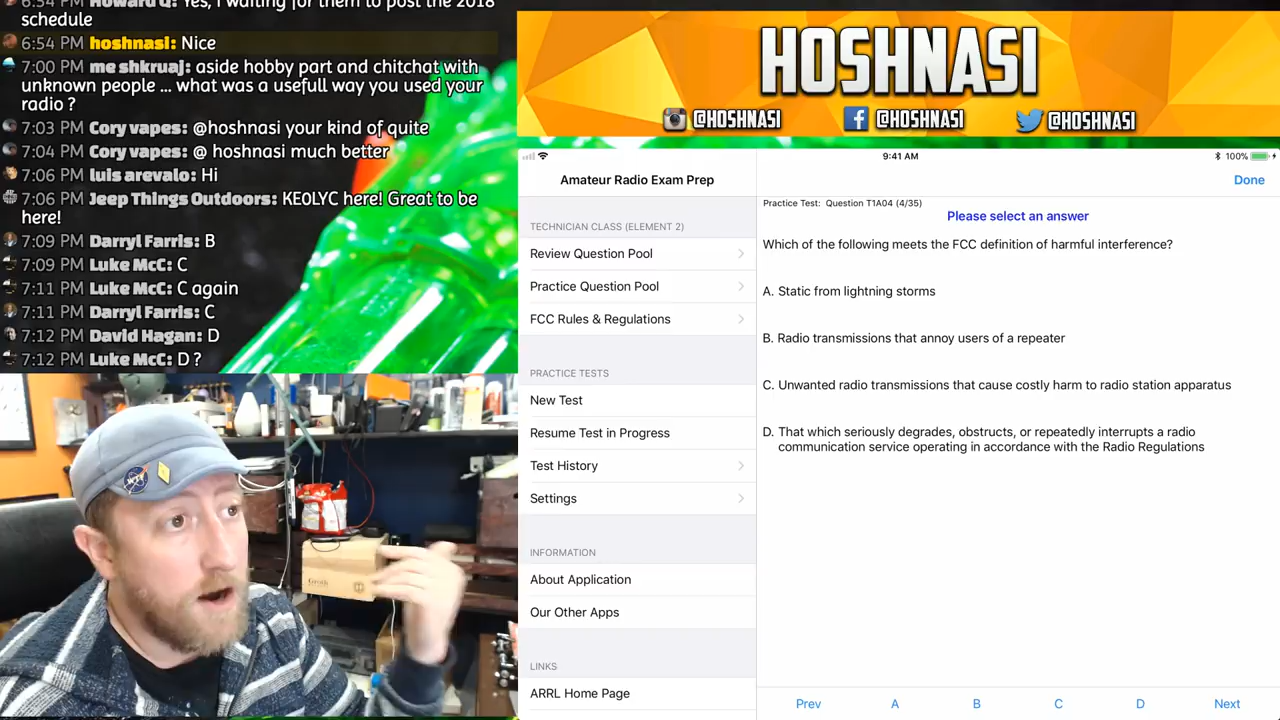 6:54 PM Howard Q: Yes, I waiting for them to post the 2018
schedule
6:54 PM hoshnasi: Nice
7:00 PM me shkruaj: aside hobby part and chitchat with
unknown people ... what was a usefull way you used your
radio ?
7:03 PM Cory vapes: @hoshnasi your kind of quite
7:04 PM Cory vapes: @ hoshnasi much better
7:06 PM luis arevalo: Hi
7:06 PM Jeep Things Outdoors: KE0LYC here! Great to be
here!
7:09 PM Darryl Farris: B
7:09 PM Luke McC: C
7:11 PM Luke McC: C again
7:11 PM Darryl Farris: C
7:12 PM David Hagan: D
7:12 PM Luke McC: D ?
HOSHNASI
@HOSHNASI @HOSHNASI @HOSHNASI
9:41 AM 100%
Amateur Radio Exam Prep
Done
TECHNICIAN CLASS (ELEMENT 2)
Review Question Pool
Practice Question Pool
FCC Rules & Regulations
PRACTICE TESTS
New Test
Resume Test in Progress
Test History
Settings
INFORMATION
About Application
Our Other Apps
LINKS
ARRL Home Page
Practice Test: Question T1A04 (4/35)
Please select an answer
Which of the following meets the FCC definition of harmful interference?
A. Static from lightning storms
B. Radio transmissions that annoy users of a repeater
C. Unwanted radio transmissions that cause costly harm to radio station apparatus
D. That which seriously degrades, obstructs, or repeatedly interrupts a radio
communication service operating in accordance with the Radio Regulations
Prev A B C D Next